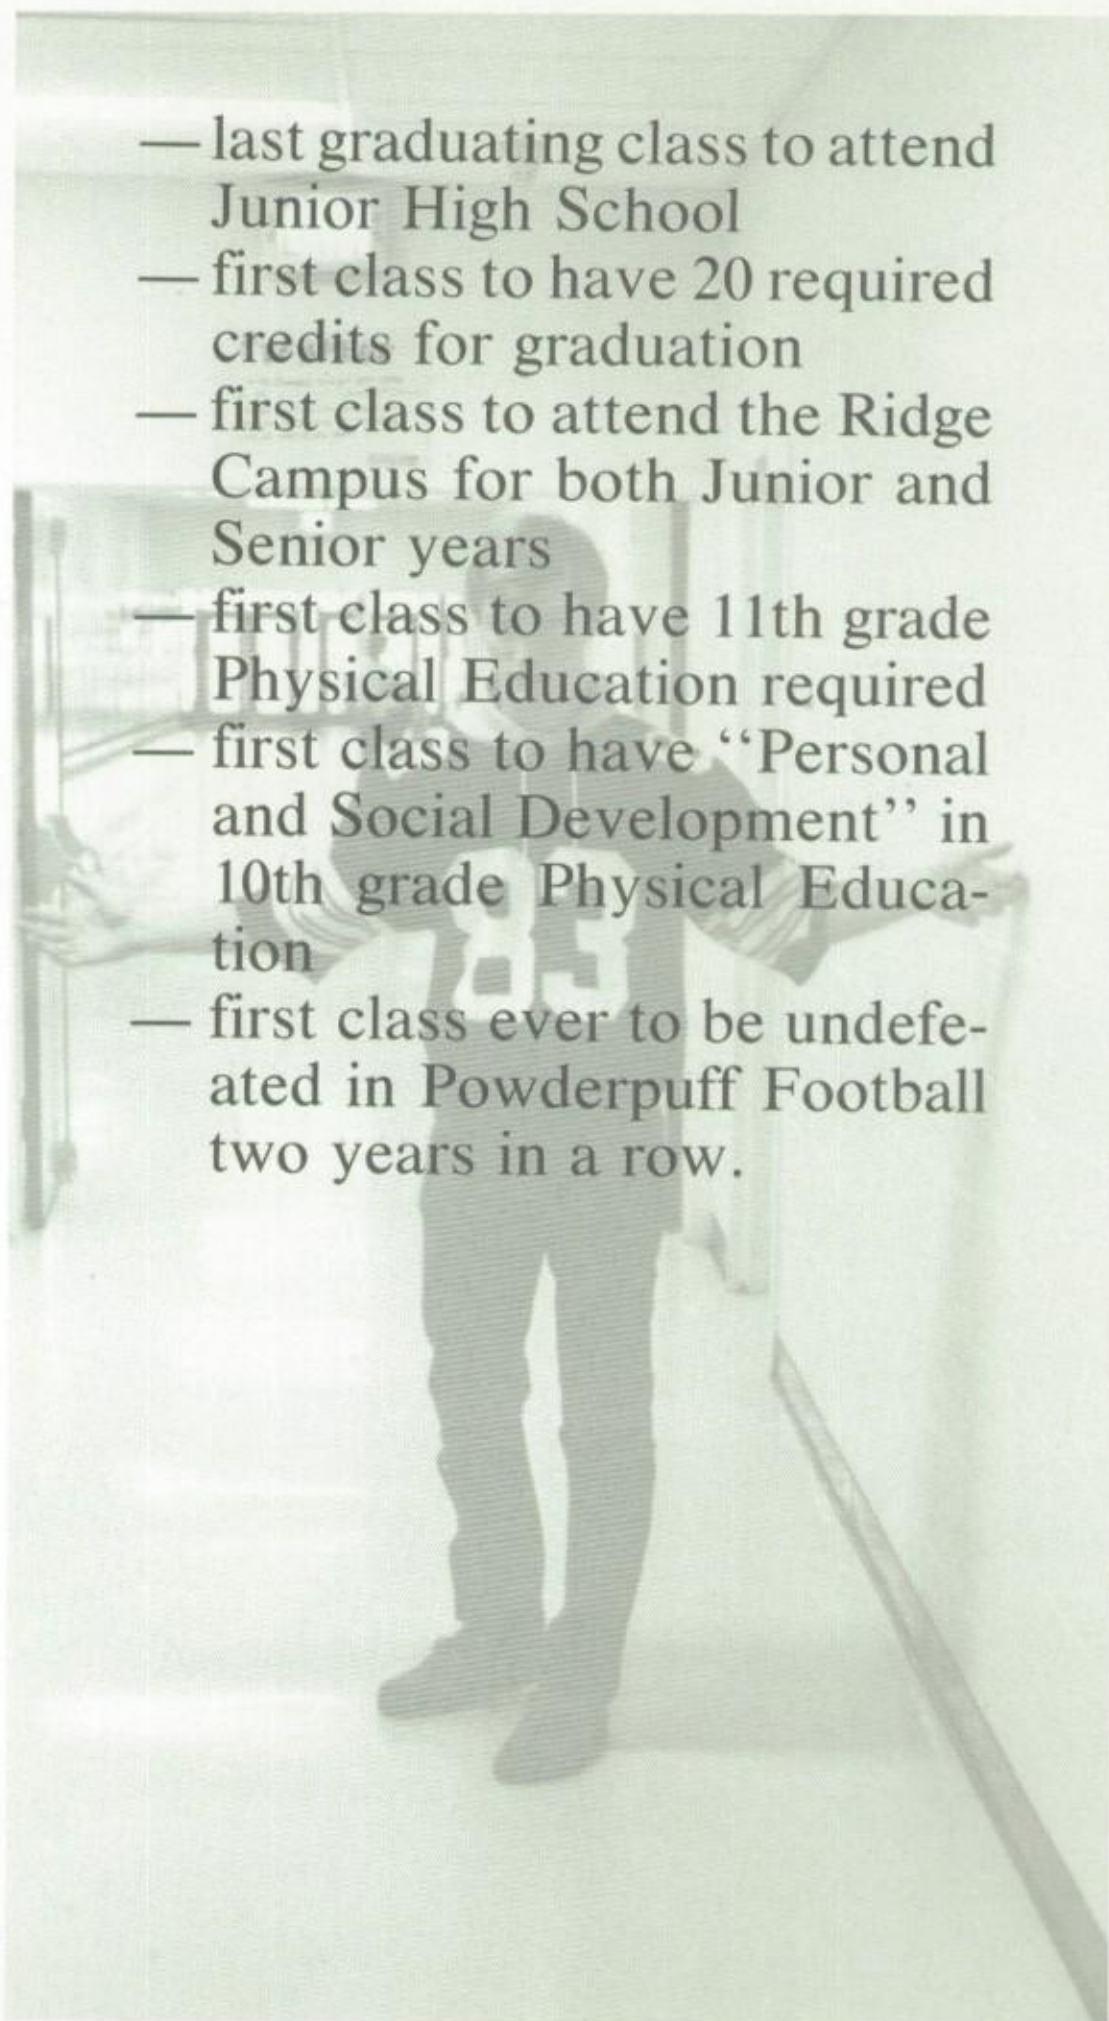 — last graduating class to attend
Junior High School
— first class to have 20 required
credits for graduation
— first class to attend the Ridge
Campus for both Junior and
Senior years
— first class to have 11th grade
Physical Education required
— first class to have “Personal
and Social Development” in
10th grade Physical Educa-
tion
— first class ever to be undefe-
ated in Powderpuff Football
two years in a row.
83